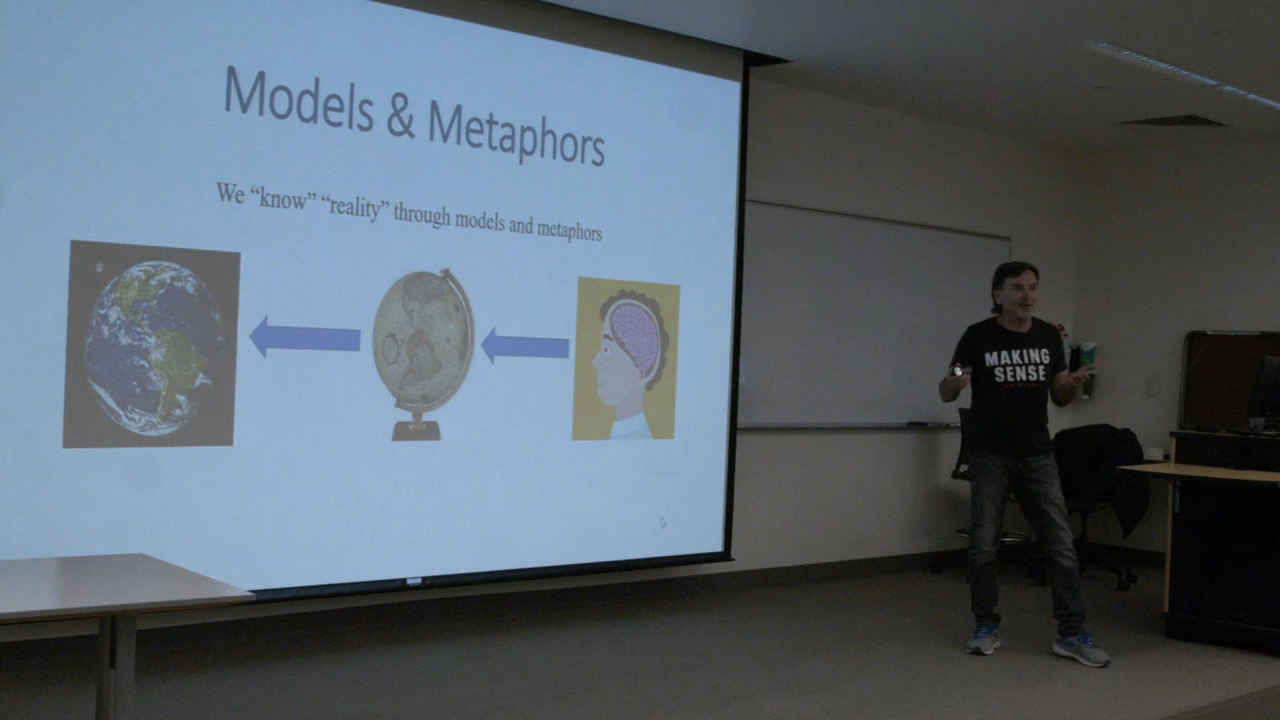 Models & Metaphors
We “know” “reality” through models and metaphors
MAKING
SENSE